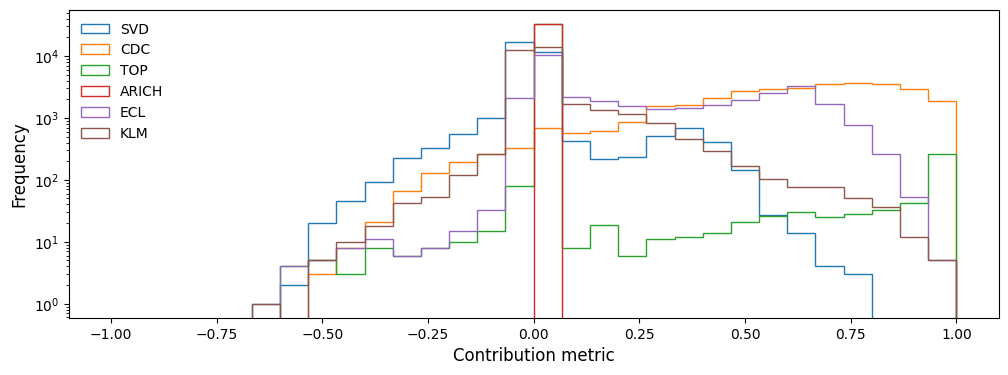 SVD
CDC
TOP
ARICH
ECL
KLM
Frequency
10⁴
10³
10²
10¹
10⁰
−1.00 −0.75 −0.50 −0.25 0.00 0.25 0.50 0.75 1.00
Contribution metric